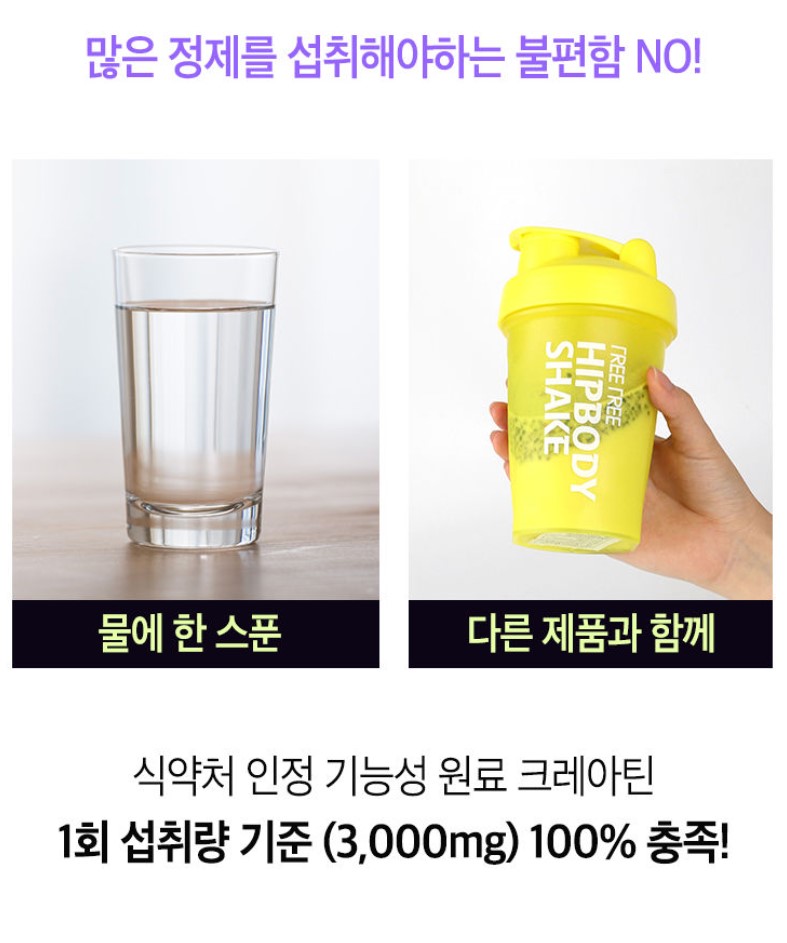 많은 정제를 섭취해야하는 불편함 NO!
TREE TREE
HIPBODY
SHAKE
물에 한 스푼
다른 제품과 함께
식약처 인정 기능성 원료 크레아틴
1회 섭취량 기준 (3,000mg) 100% 충족!